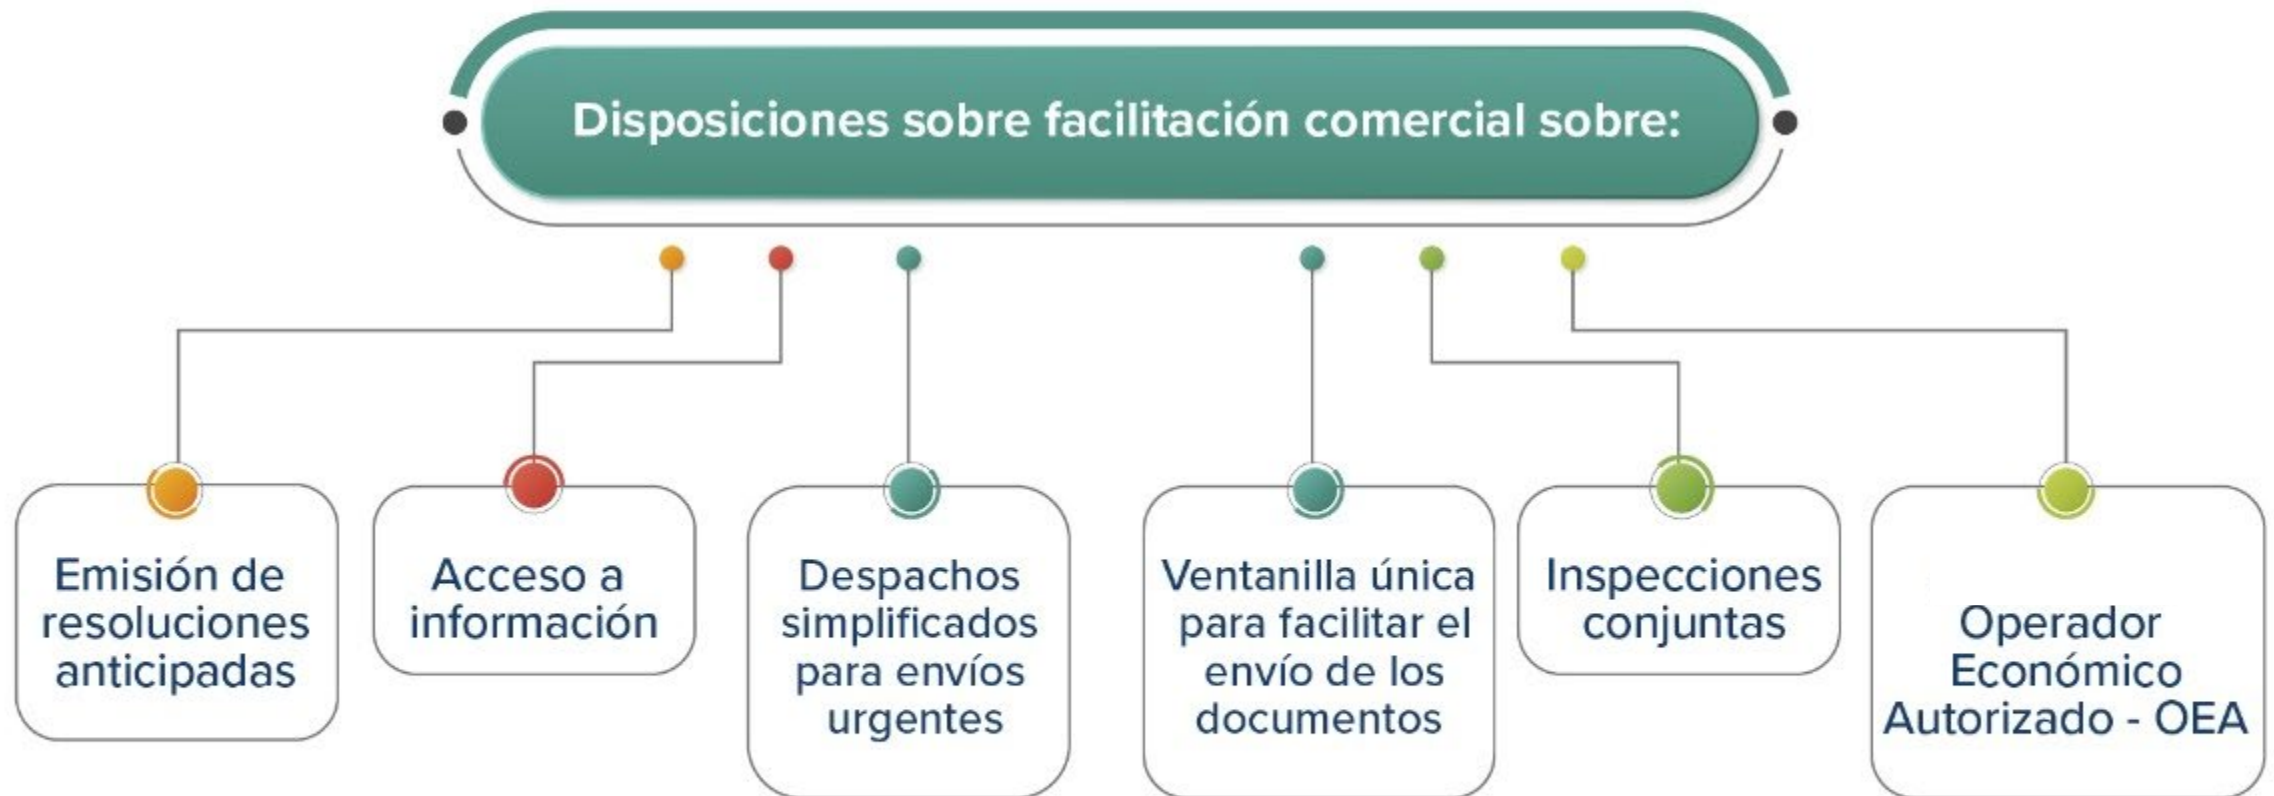 Disposiciones sobre facilitación comercial sobre:
Emisión de
resoluciones
anticipadas
Acceso a
información
Despachos
simplificados
para envíos
urgentes
Ventanilla única
para facilitar el
envío de los
documentos
Inspecciones
conjuntas
Operador
Económico
Autorizado - OEA